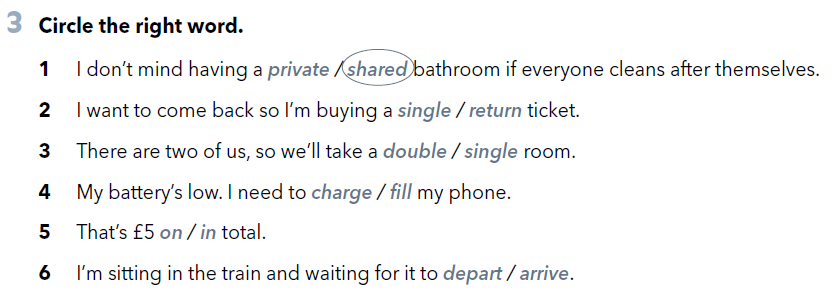 3 Circle the right word.
1 I don't mind having a private / shared bathroom if everyone cleans after themselves.
2 I want to come back so I'm buying a single / return ticket.
3 There are two of us, so we'll take a double / single room.
4 My battery's low. I need to charge / fill my phone.
5 That's £5 on / in total.
6 I'm sitting in the train and waiting for it to depart / arrive.